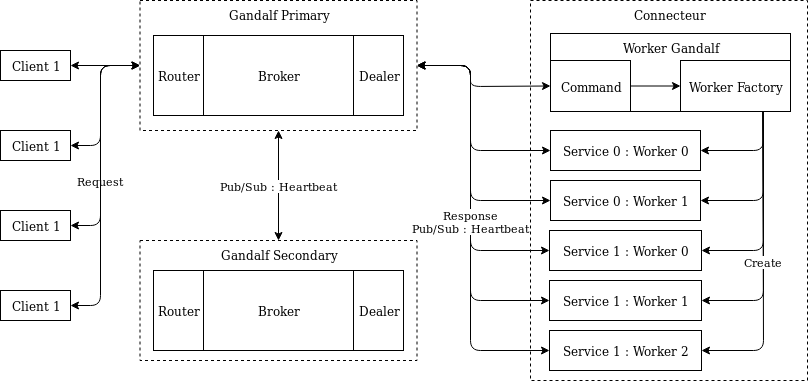 Gandalf Primary
Connecteur
Client 1
Router
Broker
Dealer
Worker Gandalf
Command
Worker Factory
Client 1
Service 0 : Worker 0
Request
Pub/Sub : Heartbeat
Service 0 : Worker 1
Client 1
Response
Pub/Sub : Heartbeat
Service 1 : Worker 0
Gandalf Secondary
Create
Client 1
Router
Broker
Dealer
Service 1 : Worker 1
Service 1 : Worker 2